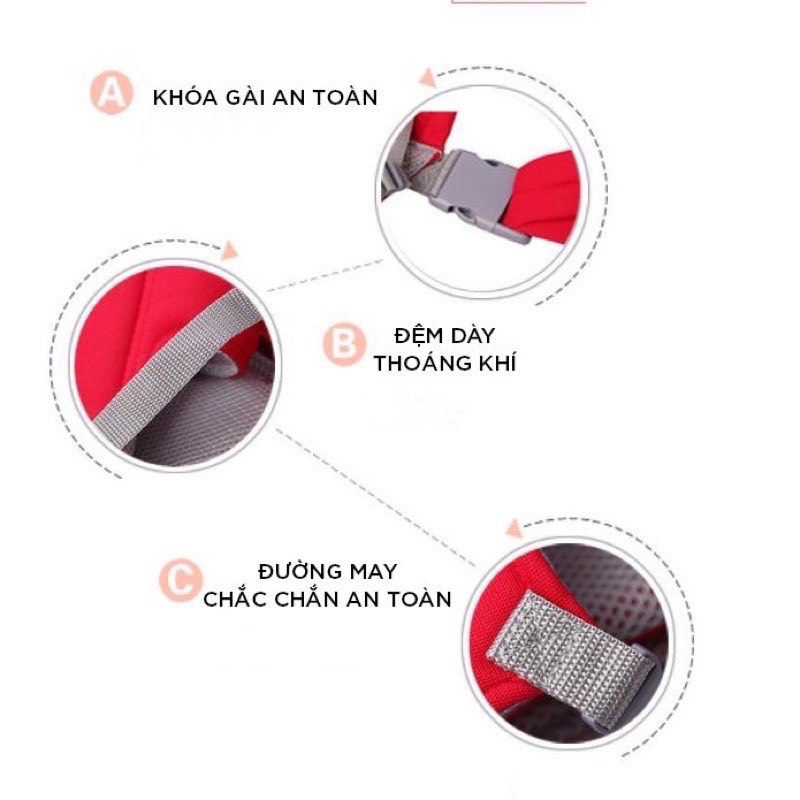 A
KHÓA GÀI AN TOÀN
B
ĐỆM DÀY
THOÁNG KHÍ
C
ĐƯỜNG MAY
CHẮC CHẮN AN TOÀN